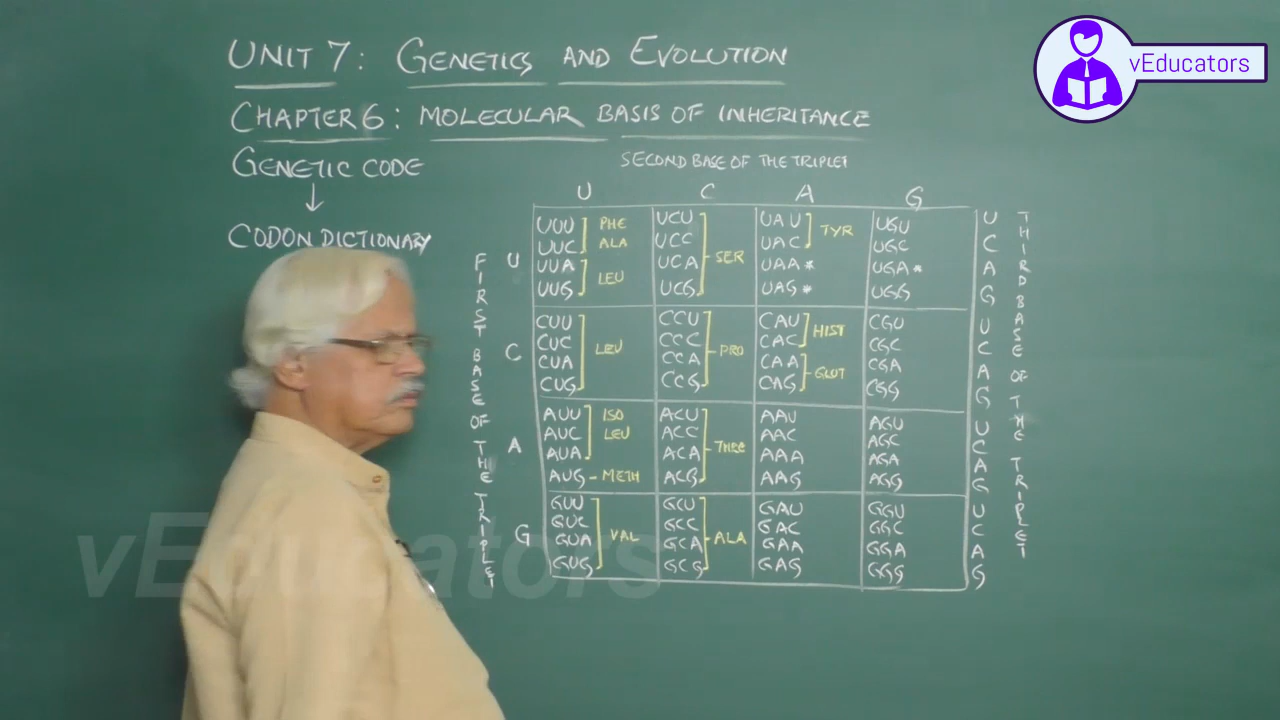 UNIT 7: GENETICS AND EVOLUTION
vEducators
CHAPTER 6: MOLECULAR BASIS OF INHERITANCE
GENETIC CODE
↓
CODON DICTIONARY
SECOND BASE OF THE TRIPLET
U C A G
FIRST BASE OF THE TRIPLET
THIRD BASE OF THE TRIPLET
U
UUU PHE UCU UAU UGU U
UUC ALA UCC UAC TYR UGC C
UUA LEU UCA SER UAA* UGA* A
UUG UCG UAG* UGG G
C
CUU CCU CAU CGU U
CUC CCC CAC HIST CGC C
CUA LEU CCA PRO CAA CGA A
CUG CCG CAG GLUT CGG G
A
AUU ISO ACU AAU AGU U
AUC LEU ACC AAC AGC C
AUA ACA THRE AAA AGA A
AUG - METH ACG AAG AGG G
G
GUU GCU GAU GGU U
GUC GCC GAC GGC C
GUA VAL GCA ALA GAA GGA A
GUG GCG GAG GGG G
vEducators